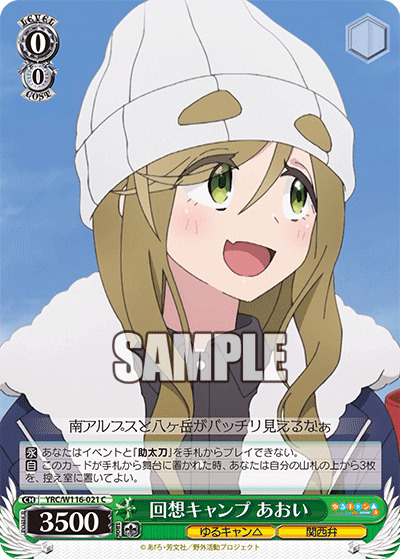 LEVEL
0
0
COST
SAMPLE
南アルプスと八ヶ岳がバッチリ見えるなぁ
永 あなたはイベントと「助太刀」を手札からプレイできない。
自 このカードが手札から舞台に置かれた時、あなたは自分の山札の上から3枚を、控え室に置いてよい。
CH YRC/W116-021 C
ゆるキャン△
3500
回想キャンプ あおい
ゆるキャン△
関西弁
© あfろ・芳文社／野外活動プロジェクト